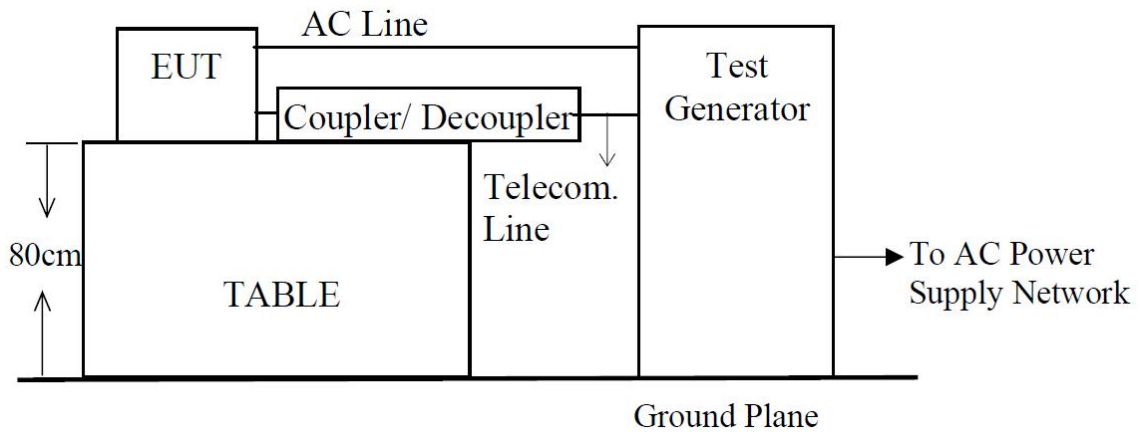 AC Line
EUT
Test
Generator
Coupler/ Decoupler
Telecom.
Line
80cm
TABLE
To AC Power
Supply Network
Ground Plane